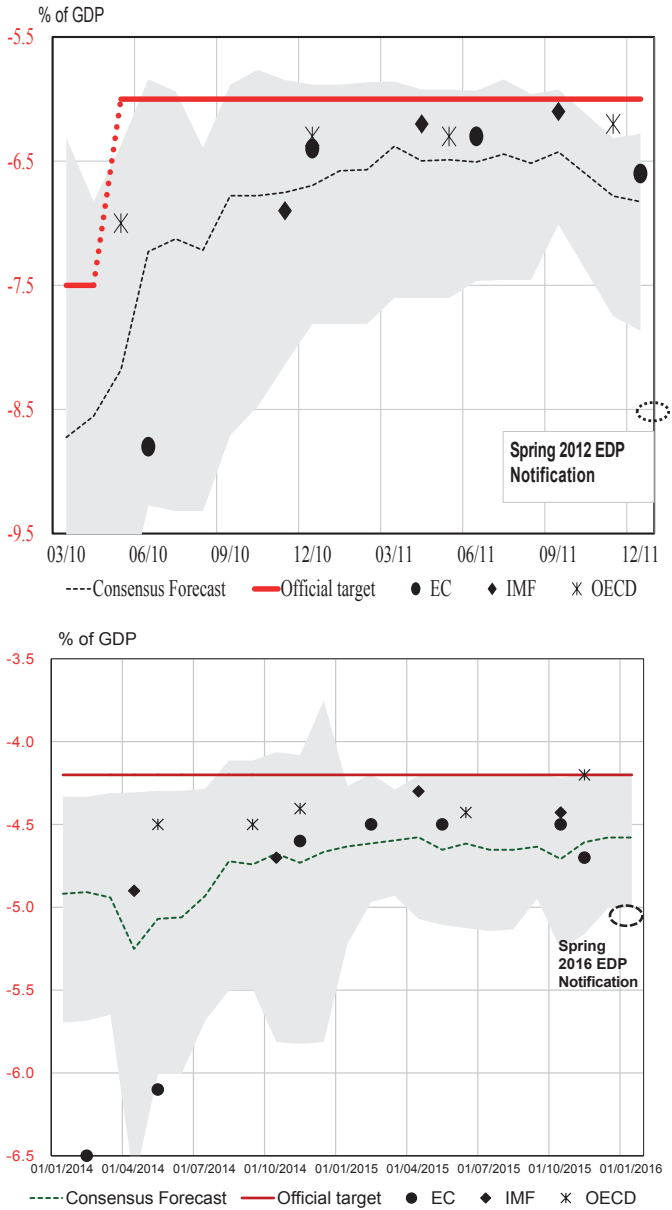 % of GDP
-5.5
-6.5
-7.5
-8.5
-9.5
Spring 2012 EDP
Notification
03/10 06/10 09/10 12/10 03/11 06/11 09/11 12/11
Consensus Forecast Official target EC IMF OECD
% of GDP
-3.5
-4.0
-4.5
-5.0
-5.5
-6.0
-6.5
Spring
2016 EDP
Notification
01/01/2014 01/04/2014 01/07/2014 01/10/2014 01/01/2015 01/04/2015 01/07/2015 01/10/2015 01/01/2016
Consensus Forecast Official target EC IMF OECD